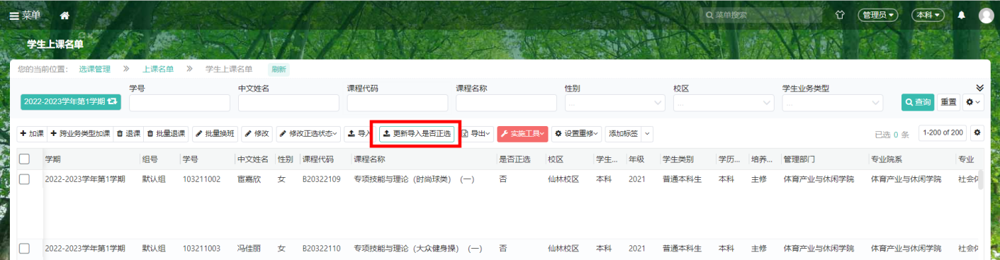 菜单 菜单搜索 管理员 本科
学生上课名单
您的当前位置： 选课管理 » 上课名单 » 学生上课名单 刷新
学号 中文姓名 课程代码 课程名称 性别 校区 学生业务类型
2022-2023学年第1学期 ... ... ... 查询 重置
+ 加课 + 跨业务类型加课 退课 批量退课 批量换班 修改 修改正选状态 导入 更新导入是否正选 导出 实施工具 设置重修 添加标签 已选 0 条 1-200 of 200
学期 组号 学号 中文姓名 性别 课程代码 课程名称 是否正选 校区 学生... 年级 学生类别 学历... 培养... 管理部门 专业院系 专业
2022-2023学年第1学期 默认组 103211002 宦嘉欣 女 B20322109 专项技能与理论（时尚球类）（一） 否 仙林校区 本科 2021 普通本科生 本科 主修 体育产业与休闲学院 体育产业与休闲学院 社会体
2022-2023学年第1学期 默认组 103211003 冯佳丽 女 B20322110 专项技能与理论（大众健身操）（一） 否 仙林校区 本科 2021 普通本科生 本科 主修 体育产业与休闲学院 体育产业与休闲学院 社会体